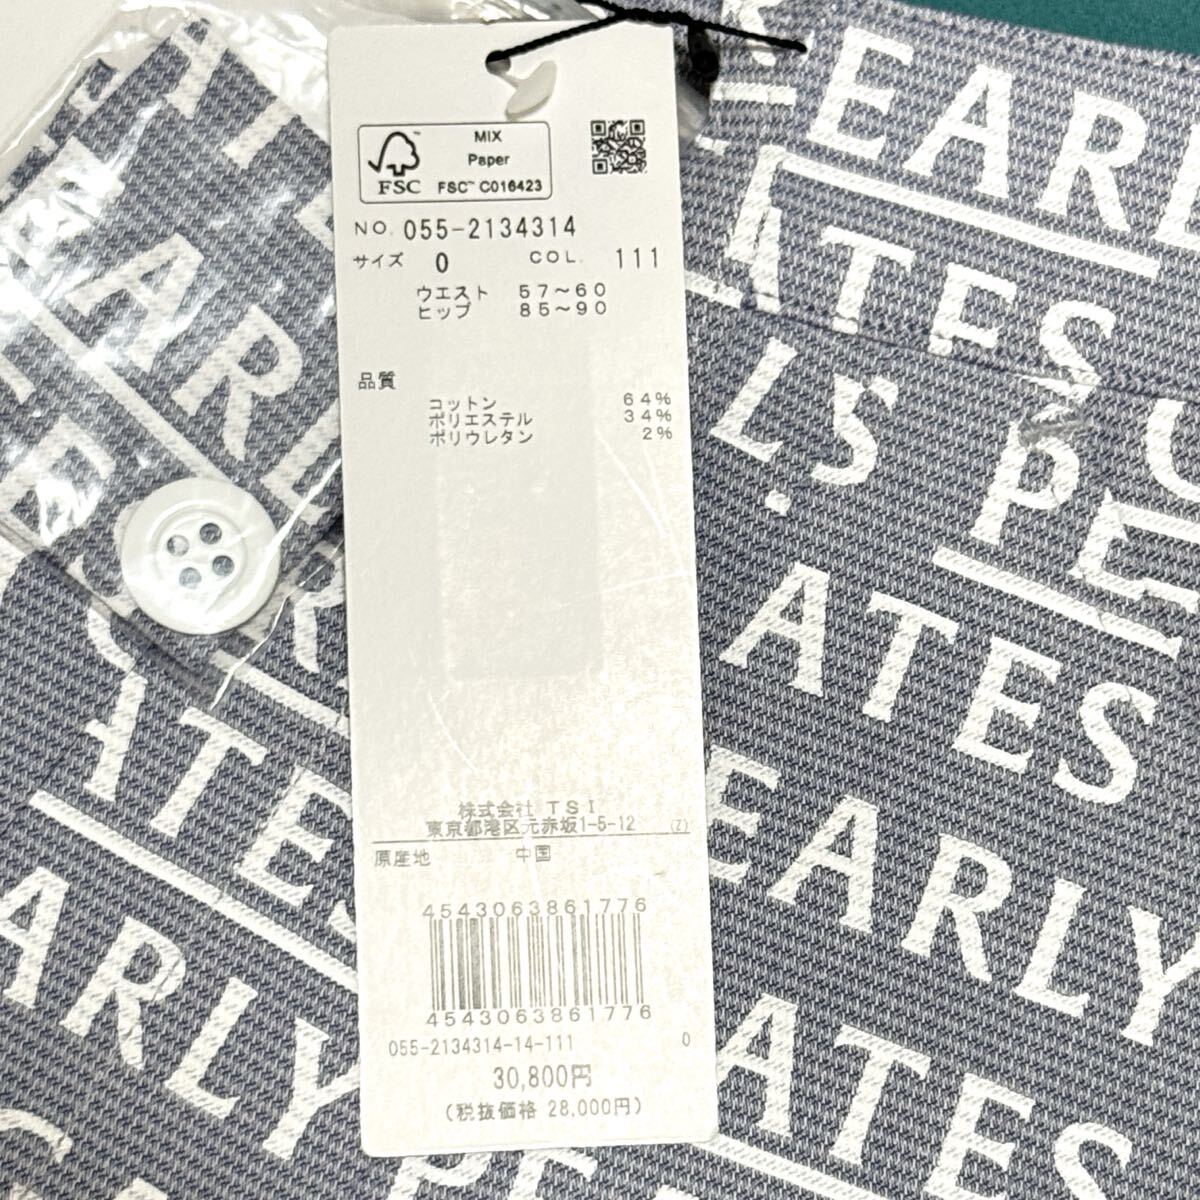 MIX
Paper
FSC™ C016423
FSC
NO. 055-2134314
サイズ 0 COL. 111
ウエスト 57～60
ヒップ 85～90
品質
コットン 64%
ポリエステル 34%
ポリウレタン 2%
株式会社 TSI
東京都港区元赤坂1-5-12 (Z)
原産地 中国
4543063861776
4543063861776
055-2134314-14-111 0
30,800円
(税抜価格 28,000円)
EARL
ATES
PE
ATES
EARLY
ATES
ARL
ATES
ARLY